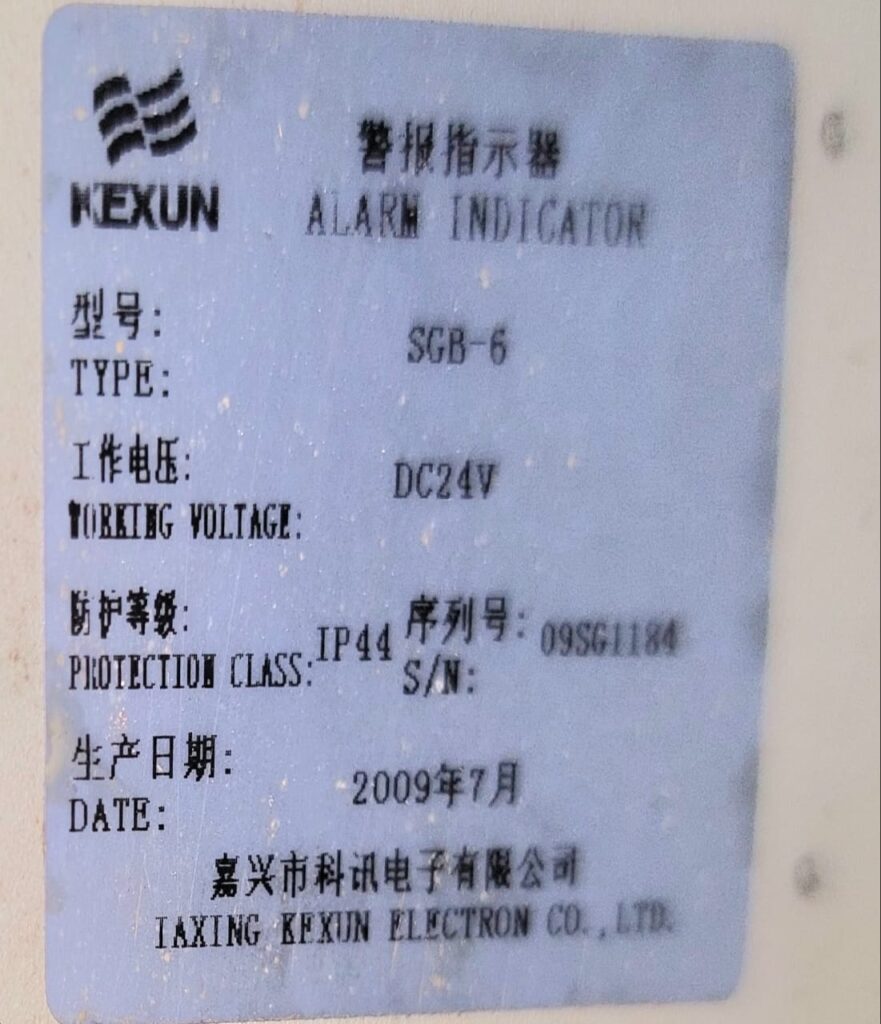 KEXUN
警报指示器
ALARM INDICATOR
型号:
TYPE:
SGB-6
工作电压:
WORKING VOLTAGE:
DC24V
防护等级:
PROTECTION CLASS:
IP44
序列号:
S/N:
09SG1184
生产日期:
DATE:
2009年7月
嘉兴市科讯电子有限公司
IAXING KEXUN ELECTRON CO.,LTD.